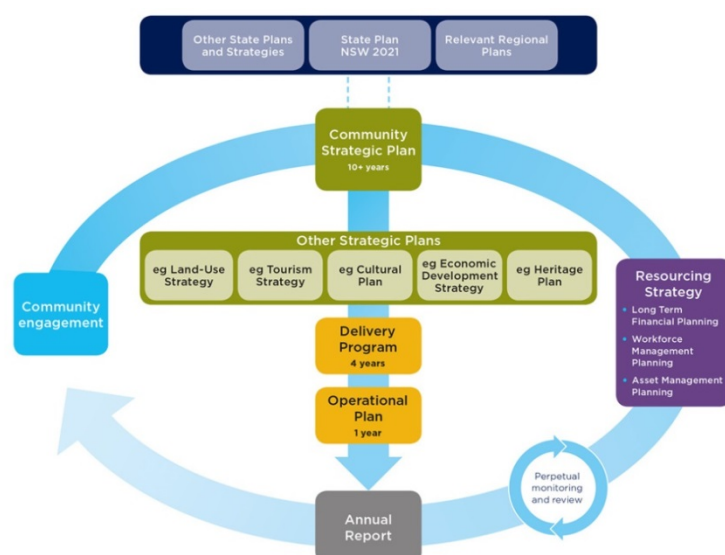 Other State Plans
and Strategies
State Plan
NSW 2021
Relevant Regional
Plans
Community
Strategic Plan
10+ years
Other Strategic Plans
eg Land-Use
Strategy
eg Tourism
Strategy
eg Cultural
Plan
eg Economic
Development
Strategy
eg Heritage
Plan
Community
engagement
Resourcing
Strategy
• Long Term
Financial Planning
• Workforce
Management
Planning
• Asset Management
Planning
Delivery
Program
4 years
Operational
Plan
1 year
Perpetual
monitoring
and review
Annual
Report